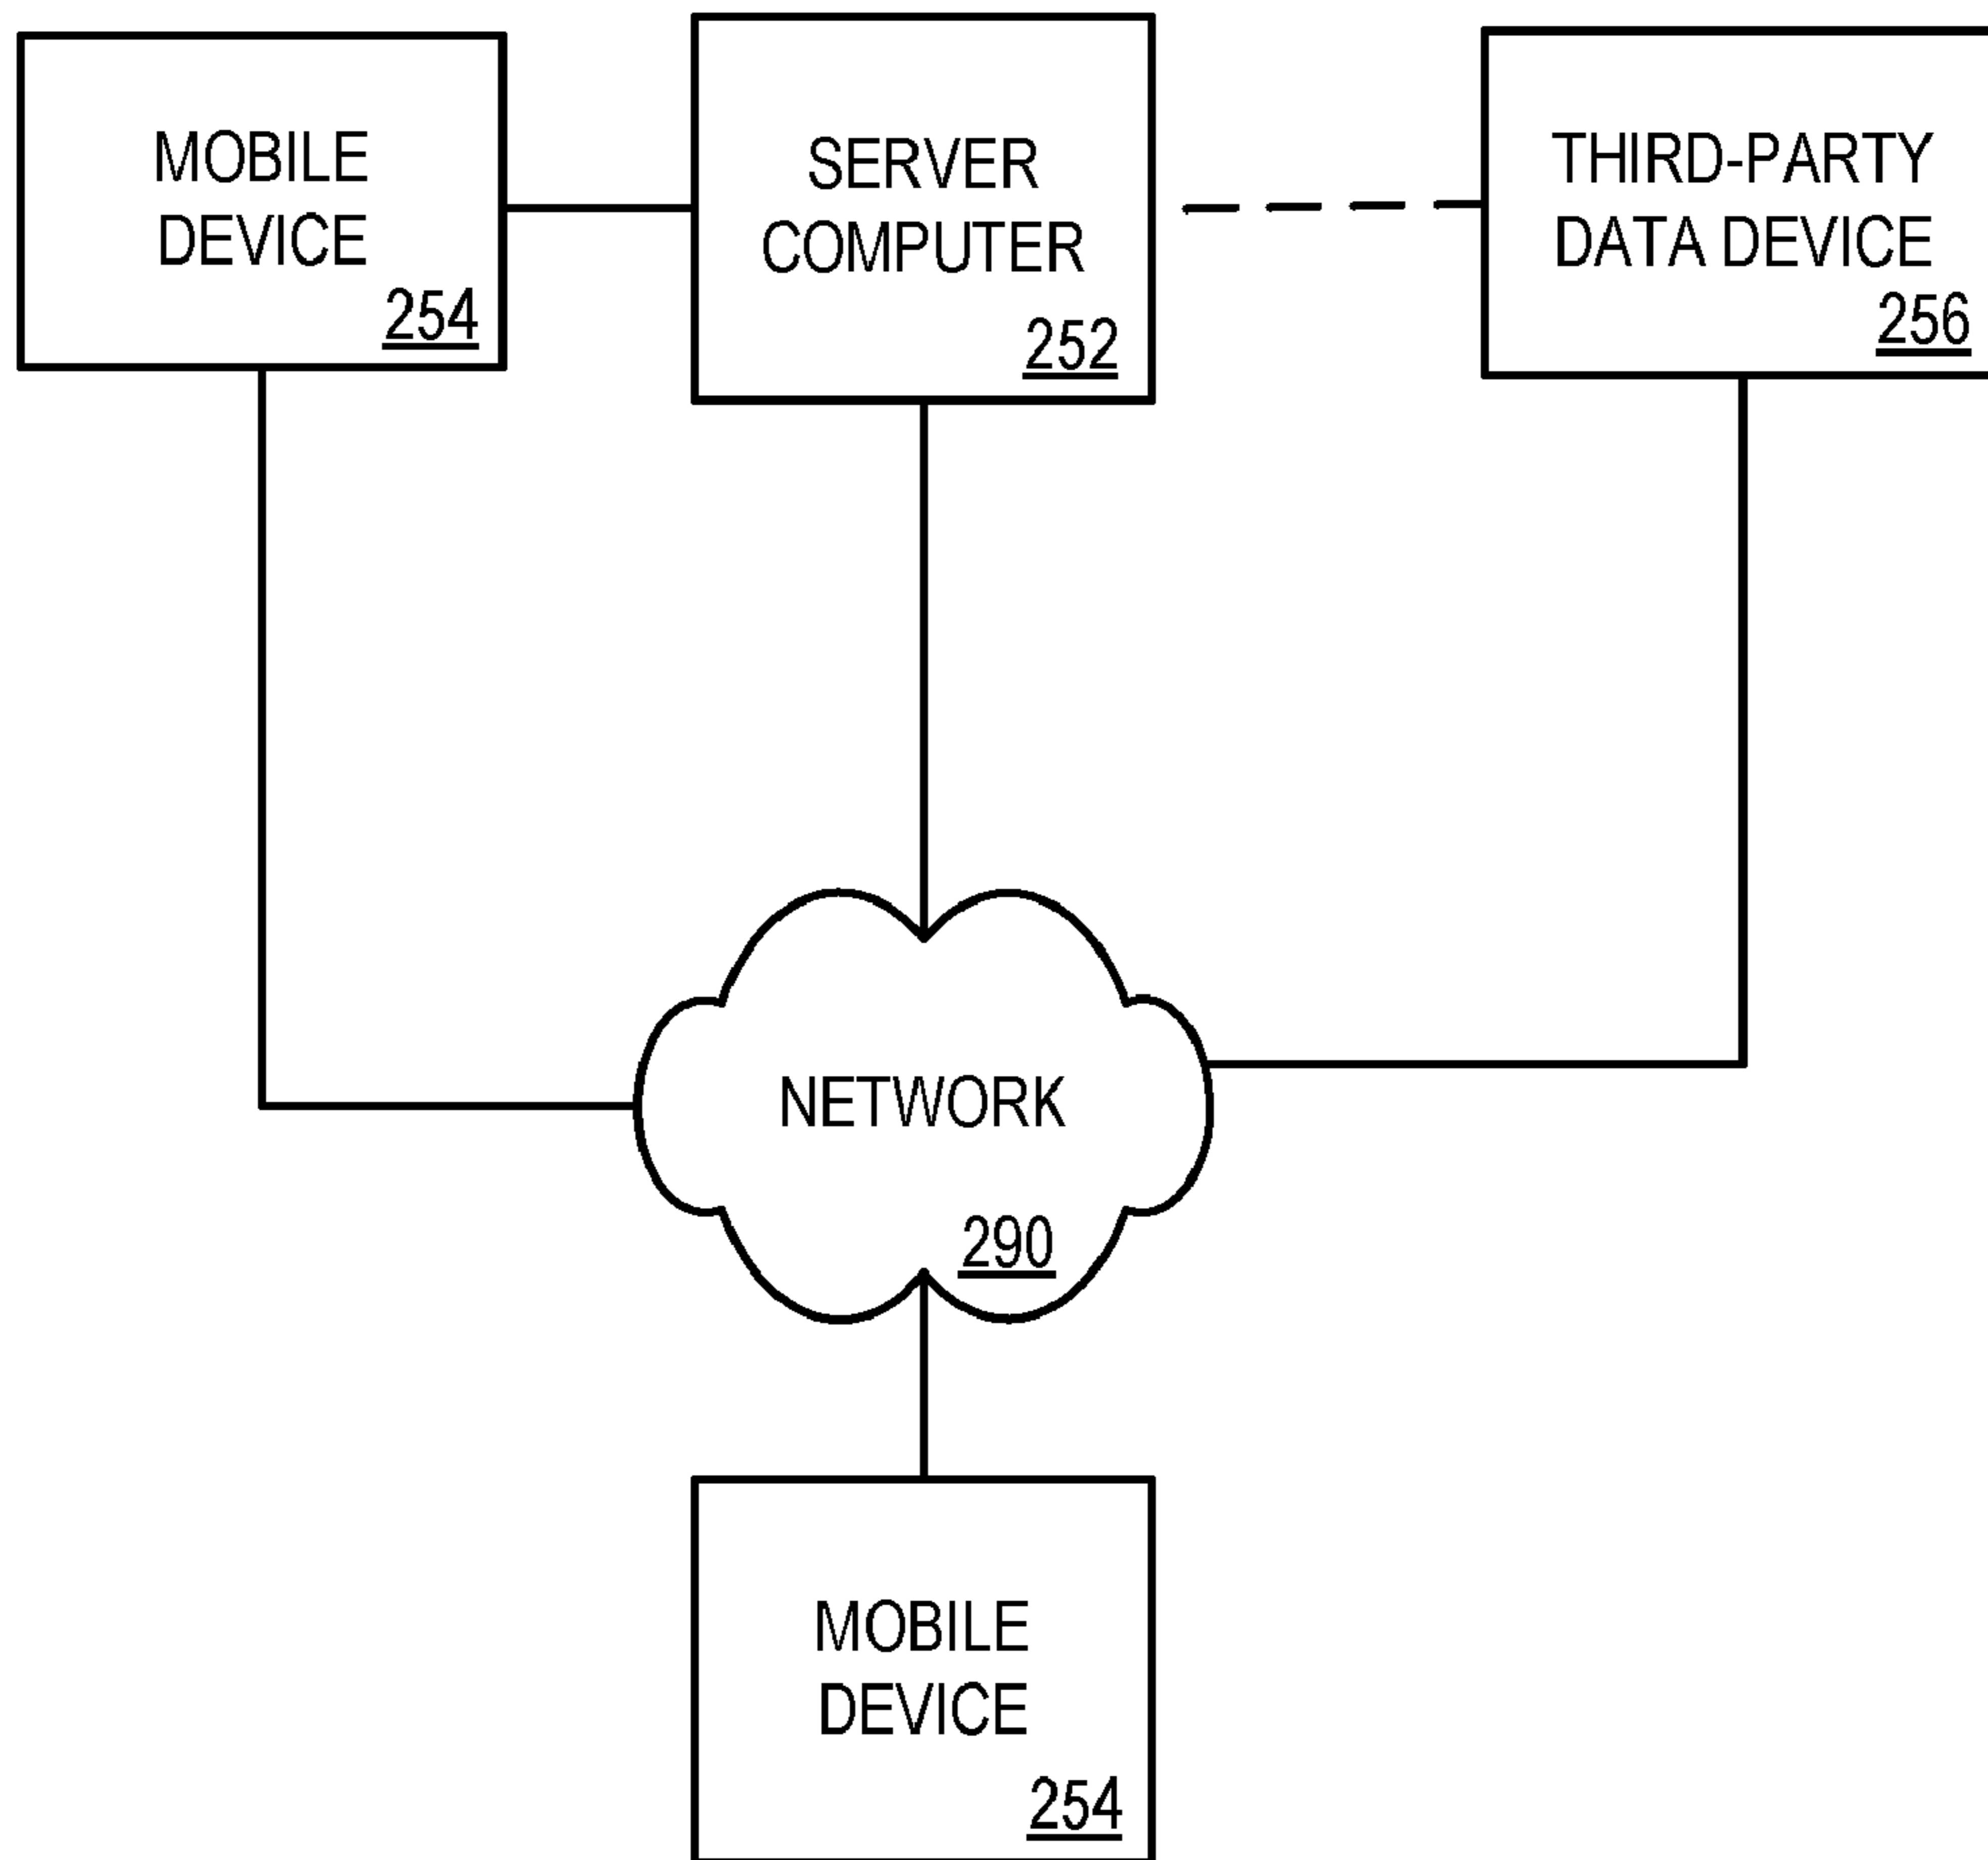 MOBILE
DEVICE
254
SERVER
COMPUTER
252
THIRD-PARTY
DATA DEVICE
256
NETWORK
290
MOBILE
DEVICE
254